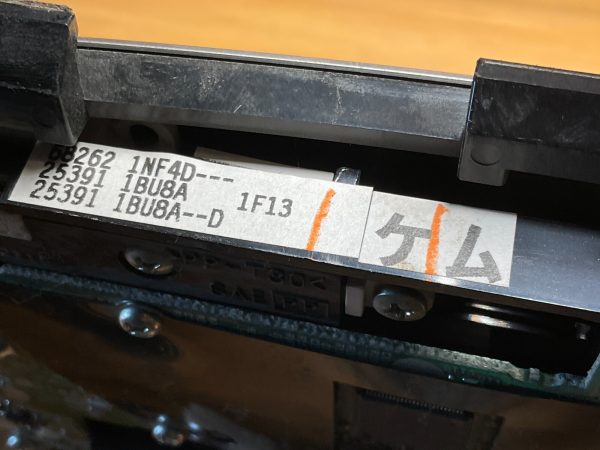 1NF4D---
25391 1BU8A
25391 1BU8A--D
1F13
ケム